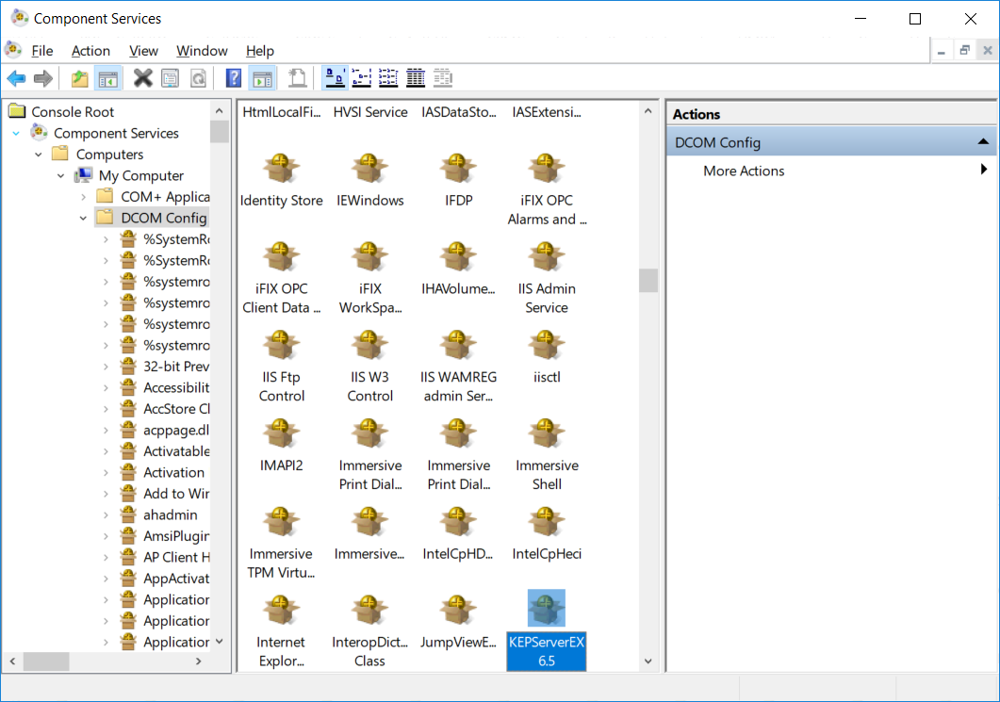 Component Services
File Action View Window Help
Console Root
Component Services
Computers
My Computer
COM+ Applica
DCOM Config
%SystemRo
%SystemRo
%systemro
%systemro
%systemro
%systemro
32-bit Prev
Accessibilit
AccStore Cl
acppage.dl
Activatable
Activation
Add to Wir
ahadmin
AmsiPlugin
AP Client H
AppActivat
Application
Application
Application
HtmlLocalFi... HVSI Service IASDataSto... IASExtensi...
Identity Store IEWindows IFDP iFIX OPC
Alarms and ...
iFIX OPC iFIX IHAVolume... IIS Admin
Client Data ... WorkSpa... Service
IIS Ftp IIS W3 IIS WAMREG iisctl
Control Control admin Ser...
IMAPI2 Immersive Immersive Immersive
Print Dial... Print Dial... Shell
Immersive Immersive... IntelCpHD... IntelCpHeci
TPM Virtu...
Internet InteropDict... JumpViewE... KEPServerEX
Explor... Class 6.5
Actions
DCOM Config
More Actions